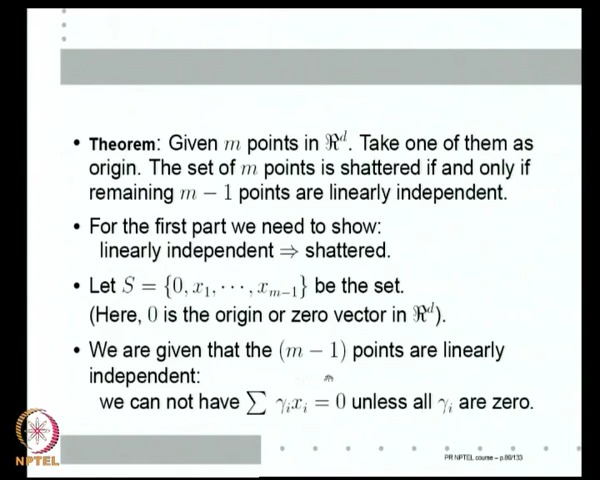 • Theorem: Given m points in ℜ^d. Take one of them as
origin. The set of m points is shattered if and only if
remaining m − 1 points are linearly independent.
• For the first part we need to show:
linearly independent ⇒ shattered.
• Let S = {0, x_1, ⋯, x_{m−1}} be the set.
(Here, 0 is the origin or zero vector in ℜ^d).
• We are given that the (m − 1) points are linearly
independent:
we can not have ∑ γ_i x_i = 0 unless all γ_i are zero.
NPTEL
PR NPTEL course – p.80/133